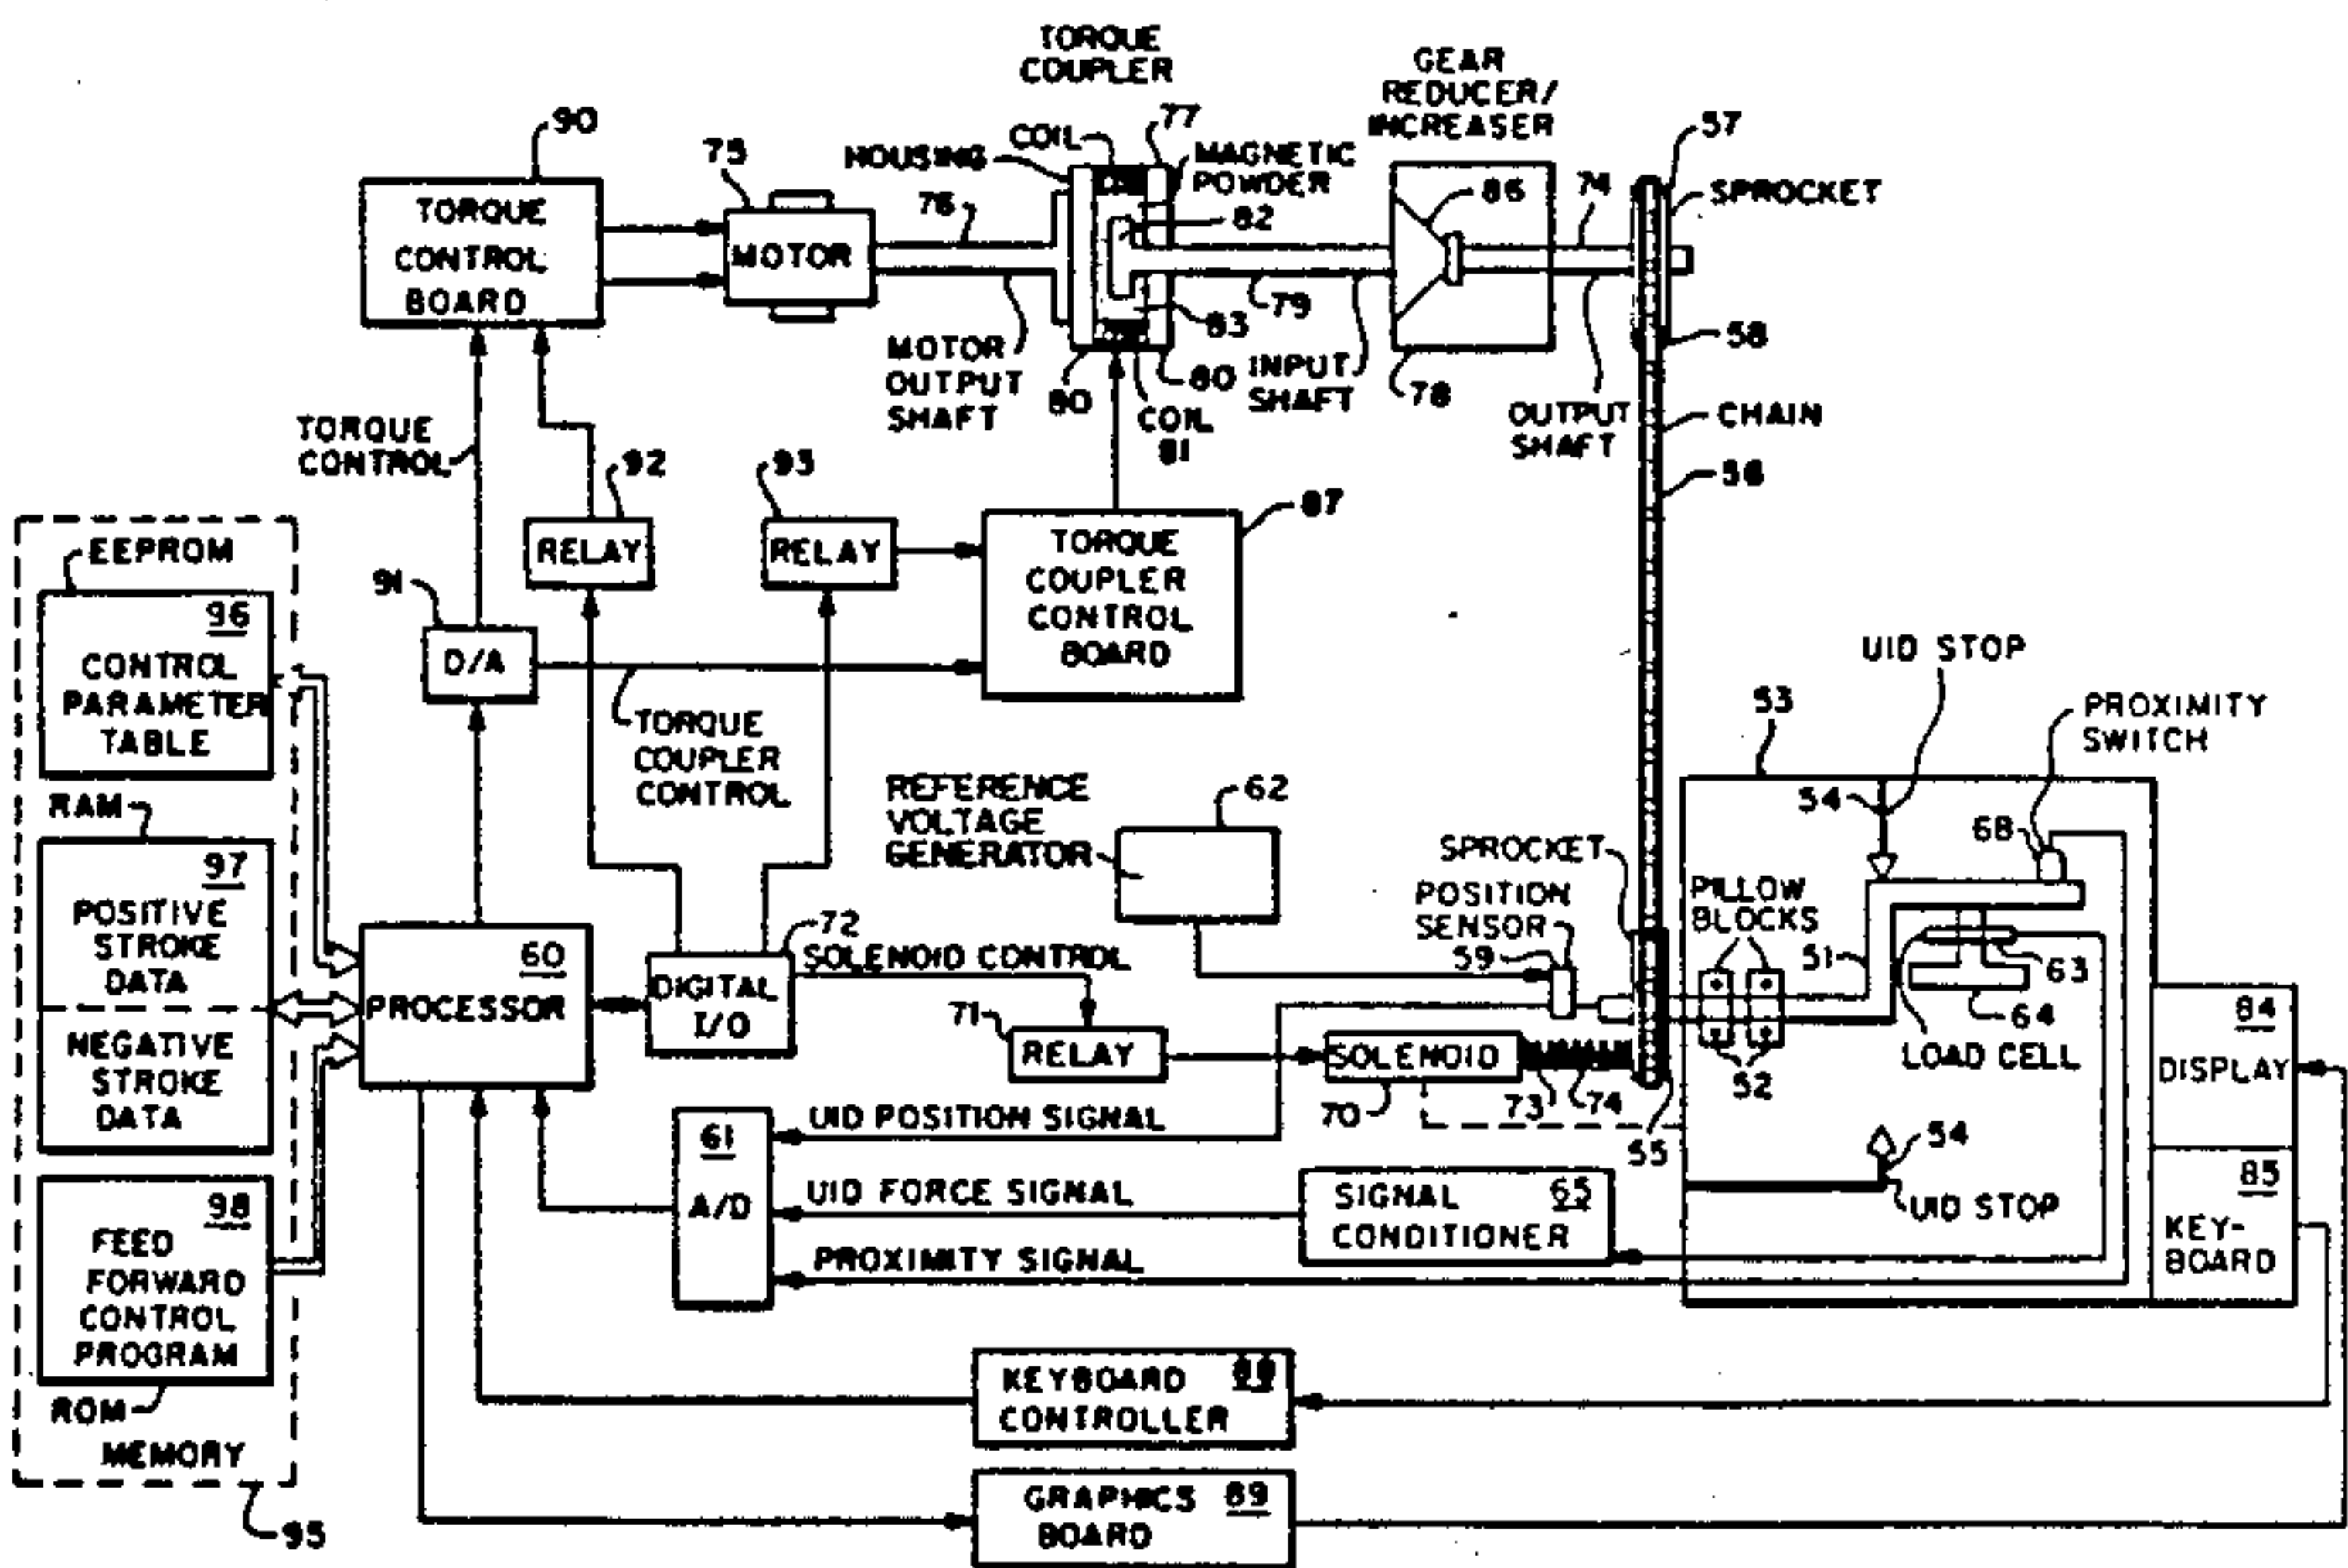 TORQUE
COUPLER
GEAR
REDUCER/
INCREASER
90
75
HOUSING
COIL
77
MAGNETIC
POWDER
57
SPROCKET
TORQUE
CONTROL
BOARD
MOTOR
76
82
86
74
79
83
MOTOR
OUTPUT
SHAFT
80
COIL
81
80
INPUT
SHAFT
78
OUTPUT
SHAFT
58
CHAIN
56
TORQUE
CONTROL
92
93
87
RELAY
RELAY
TORQUE
COUPLER
CONTROL
BOARD
91
D/A
TORQUE
COUPLER
CONTROL
EEPROM
96
CONTROL
PARAMETER
TABLE
RAM
97
POSITIVE
STROKE
DATA
NEGATIVE
STROKE
DATA
98
FEED
FORWARD
CONTROL
PROGRAM
ROM
MEMORY
95
60
PROCESSOR
72
DIGITAL
I/O
SOLENOID CONTROL
REFERENCE
VOLTAGE
GENERATOR
62
SPROCKET
POSITION
SENSOR
59
71
RELAY
SOLENOID
70
73
74
55
UID STOP
53
54
PROXIMITY
SWITCH
68
PILLOW
BLOCKS
51
63
64
52
LOAD CELL
84
DISPLAY
54
UID STOP
85
KEY-
BOARD
61
A/D
UID POSITION SIGNAL
UID FORCE SIGNAL
PROXIMITY SIGNAL
SIGNAL 65
CONDITIONER
KEYBOARD
CONTROLLER
GRAPHICS 89
BOARD